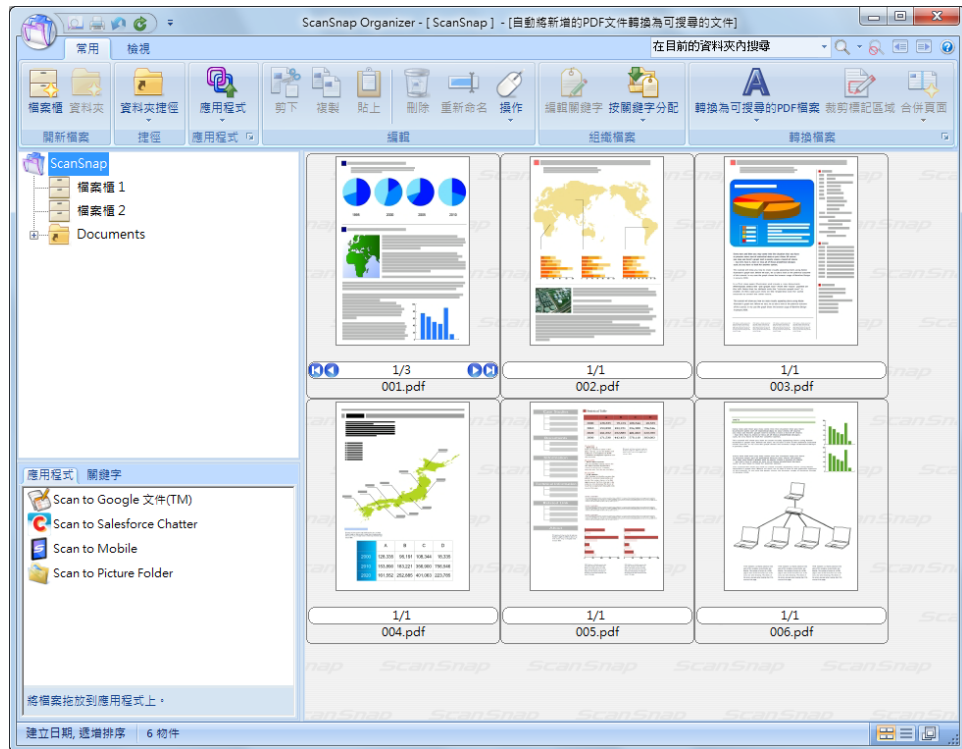 ScanSnap Organizer - [ ScanSnap ] - [自動將新增的PDF文件轉換為可搜尋的文件]
常用 檢視
在目前的資料夾內搜尋
檔案櫃 資料夾 資料夾捷徑 應用程式 剪下 複製 貼上 刪除 重新命名 操作 編輯關鍵字 按關鍵字分配 轉換為可搜尋的PDF檔案 裁剪標記區域 合併頁面
開新檔案 捷徑 應用程式 編輯 組織檔案 轉換檔案
ScanSnap
檔案櫃 1
檔案櫃 2
Documents
1/3
001.pdf
1/1
002.pdf
1/1
003.pdf
1/1
004.pdf
1/1
005.pdf
1/1
006.pdf
應用程式 關鍵字
Scan to Google 文件(TM)
Scan to Salesforce Chatter
Scan to Mobile
Scan to Picture Folder
將檔案拖放到應用程式上。
建立日期, 遞增排序 6 物件